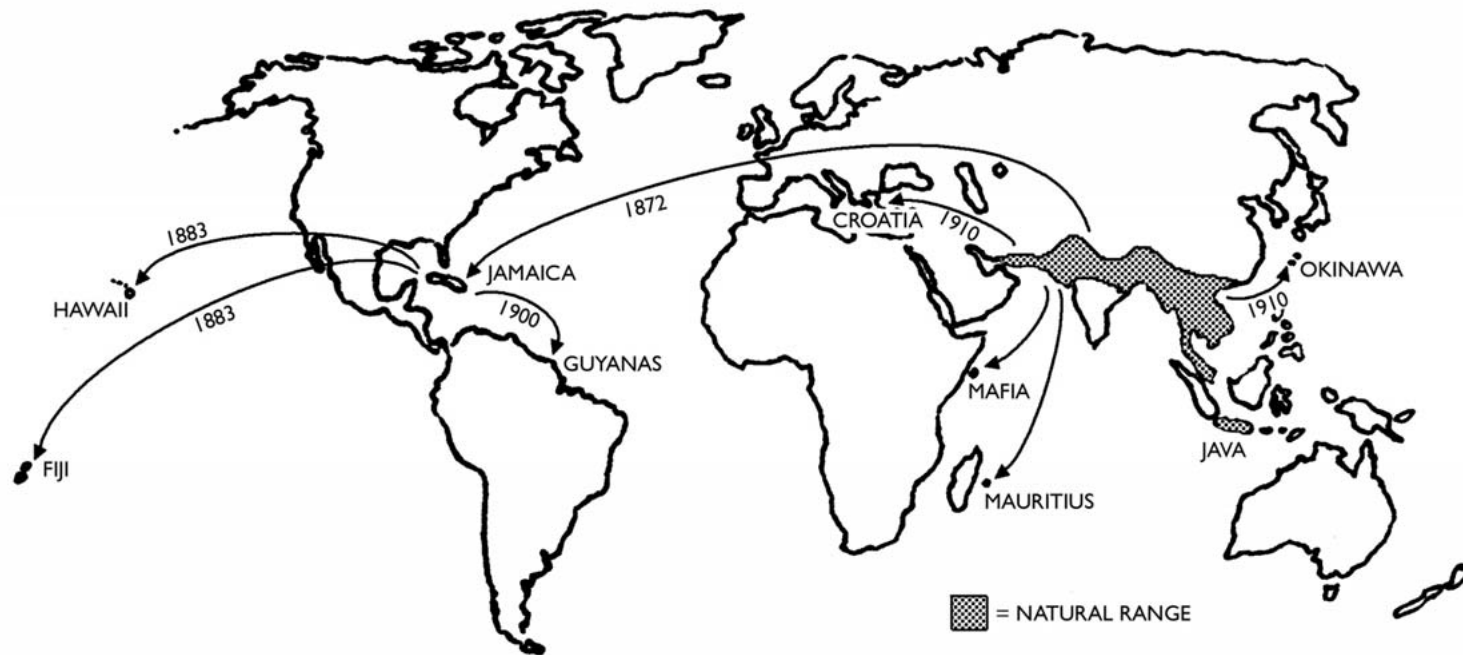 1872
CROATIA
1910
1883
JAMAICA
OKINAWA
HAWAII
1883
1900
1910
GUYANAS
MAFIA
FIJI
JAVA
MAURITIUS
= NATURAL RANGE